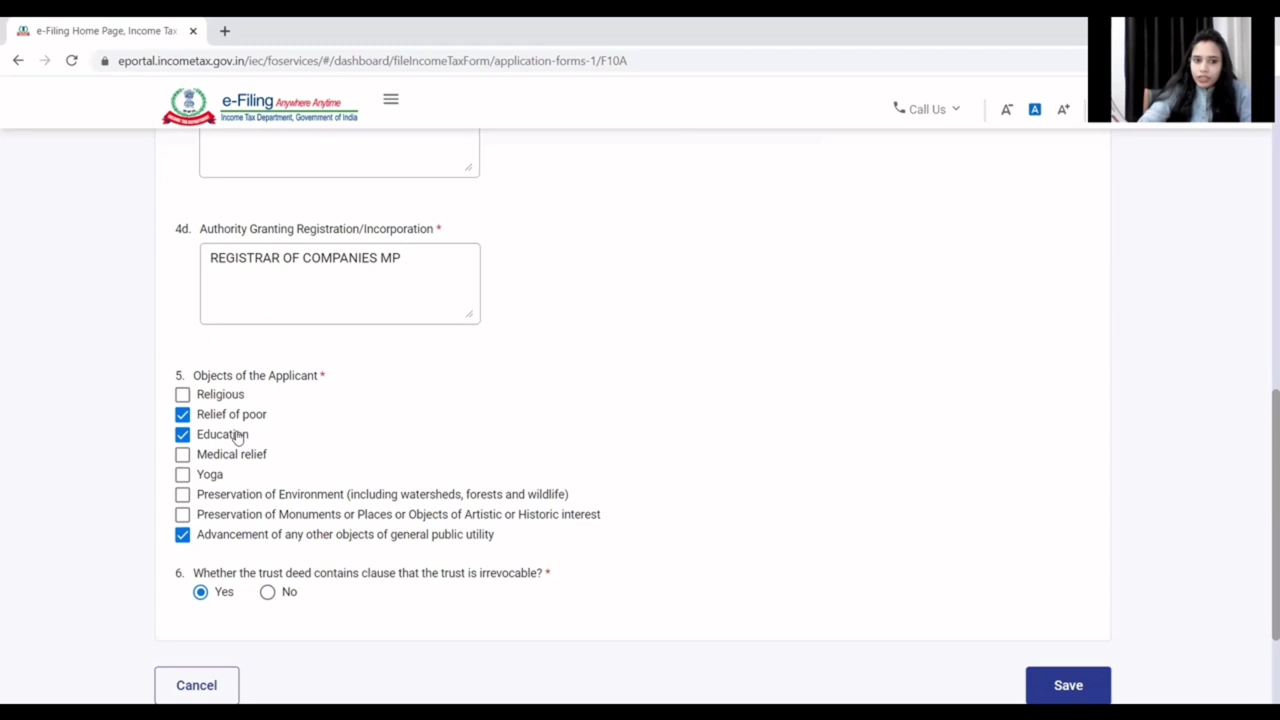 e-Filing Home Page, Income Tax
eportal.incometax.gov.in/iec/foservices/#/dashboard/fileIncomeTaxForm/application-forms-1/F10A
e-Filing Anywhere Anytime
Income Tax Department, Government of India
Call Us
A-
A
A+
4d. Authority Granting Registration/Incorporation *
REGISTRAR OF COMPANIES MP
5. Objects of the Applicant *
Religious
Relief of poor
Education
Medical relief
Yoga
Preservation of Environment (including watersheds, forests and wildlife)
Preservation of Monuments or Places or Objects of Artistic or Historic interest
Advancement of any other objects of general public utility
6. Whether the trust deed contains clause that the trust is irrevocable? *
Yes No
Cancel Save